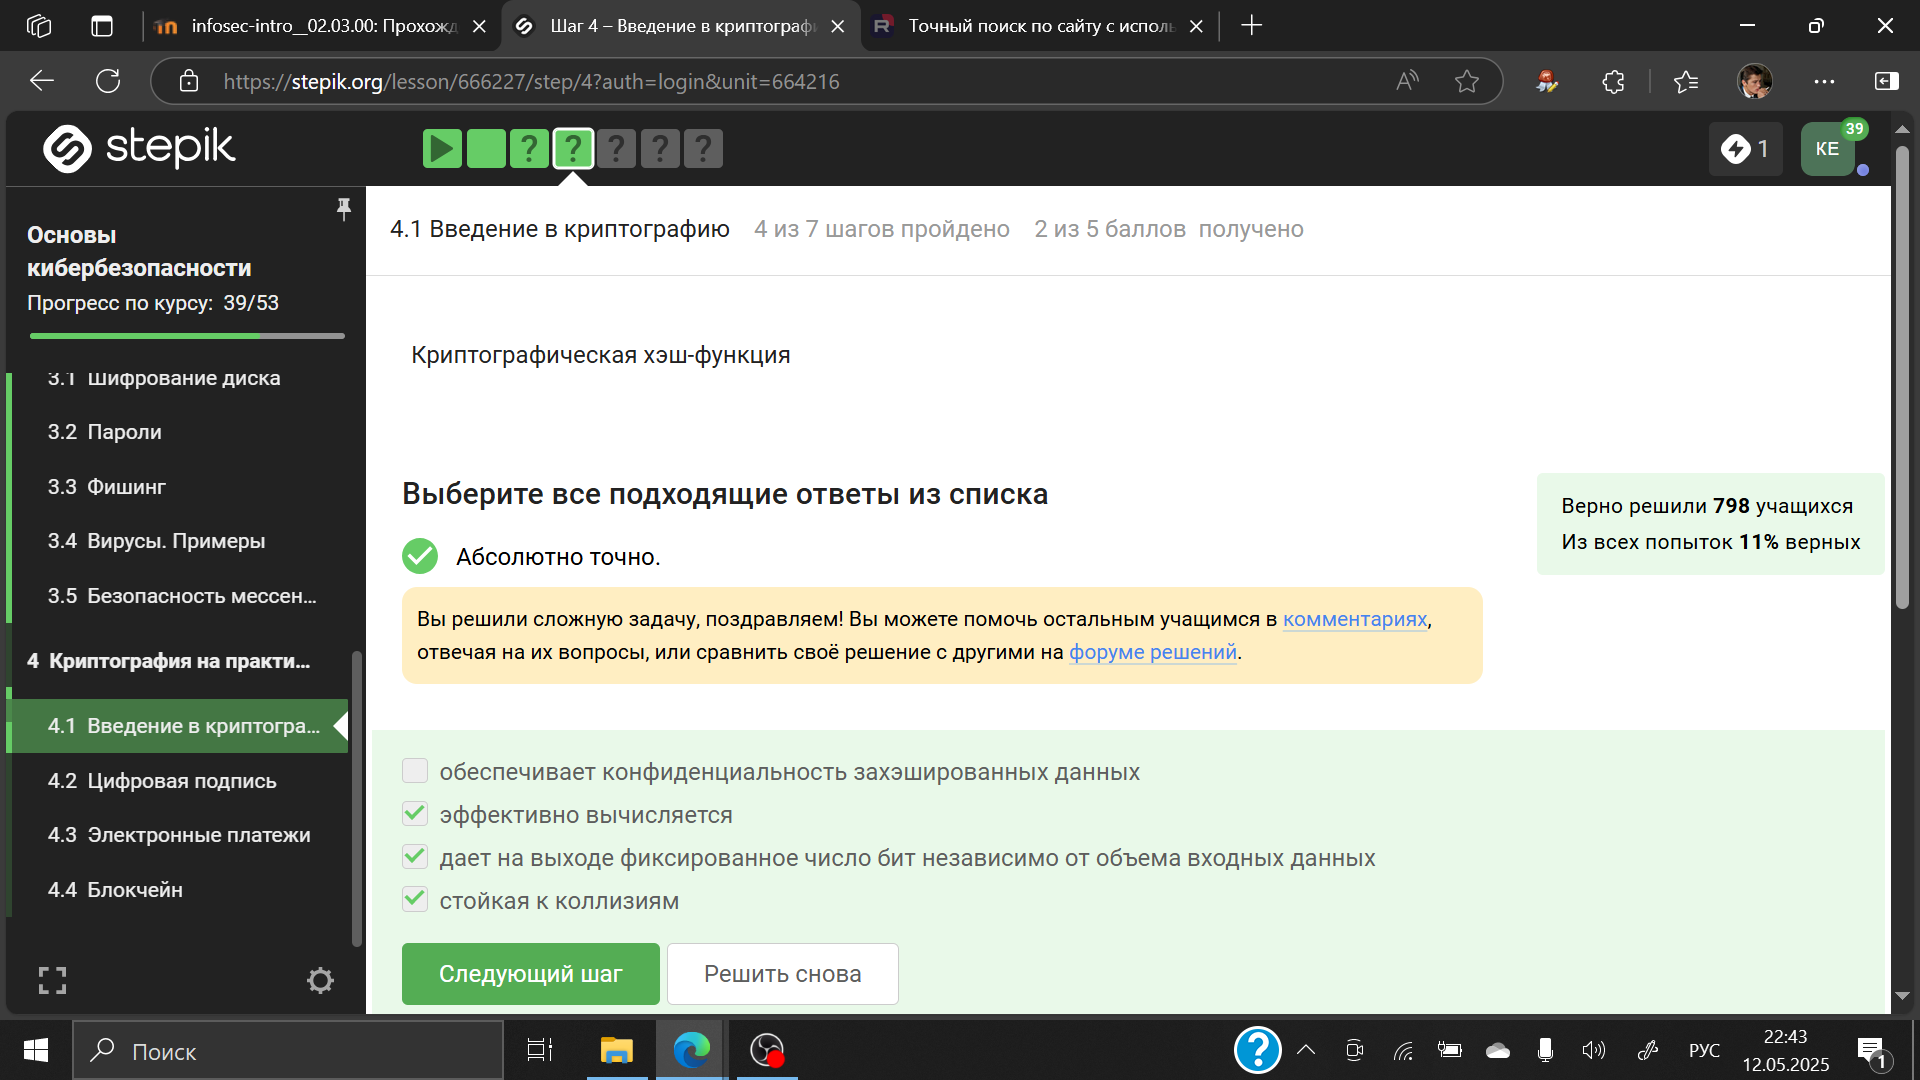 infosec-intro__02.03.00: Прохожд
Шаг 4 – Введение в криптографи
Точный поиск по сайту с исполь
https://stepik.org/lesson/666227/step/4?auth=login&unit=664216
stepik
? ? ? ? ?
1
КЕ
39
Основы
кибербезопасности
Прогресс по курсу: 39/53
3.1 Шифрование диска
3.2 Пароли
3.3 Фишинг
3.4 Вирусы. Примеры
3.5 Безопасность мессен...
4 Криптография на практи...
4.1 Введение в криптогра...
4.2 Цифровая подпись
4.3 Электронные платежи
4.4 Блокчейн
4.1 Введение в криптографию 4 из 7 шагов пройдено 2 из 5 баллов получено
Криптографическая хэш-функция
Выберите все подходящие ответы из списка
Верно решили 798 учащихся
Из всех попыток 11% верных
Абсолютно точно.
Вы решили сложную задачу, поздравляем! Вы можете помочь остальным учащимся в комментариях,
отвечая на их вопросы, или сравнить своё решение с другими на форуме решений.
обеспечивает конфиденциальность захэшированных данных
эффективно вычисляется
дает на выходе фиксированное число бит независимо от объема входных данных
стойкая к коллизиям
Следующий шаг
Решить снова
Поиск
?
РУС
22:43
12.05.2025
1